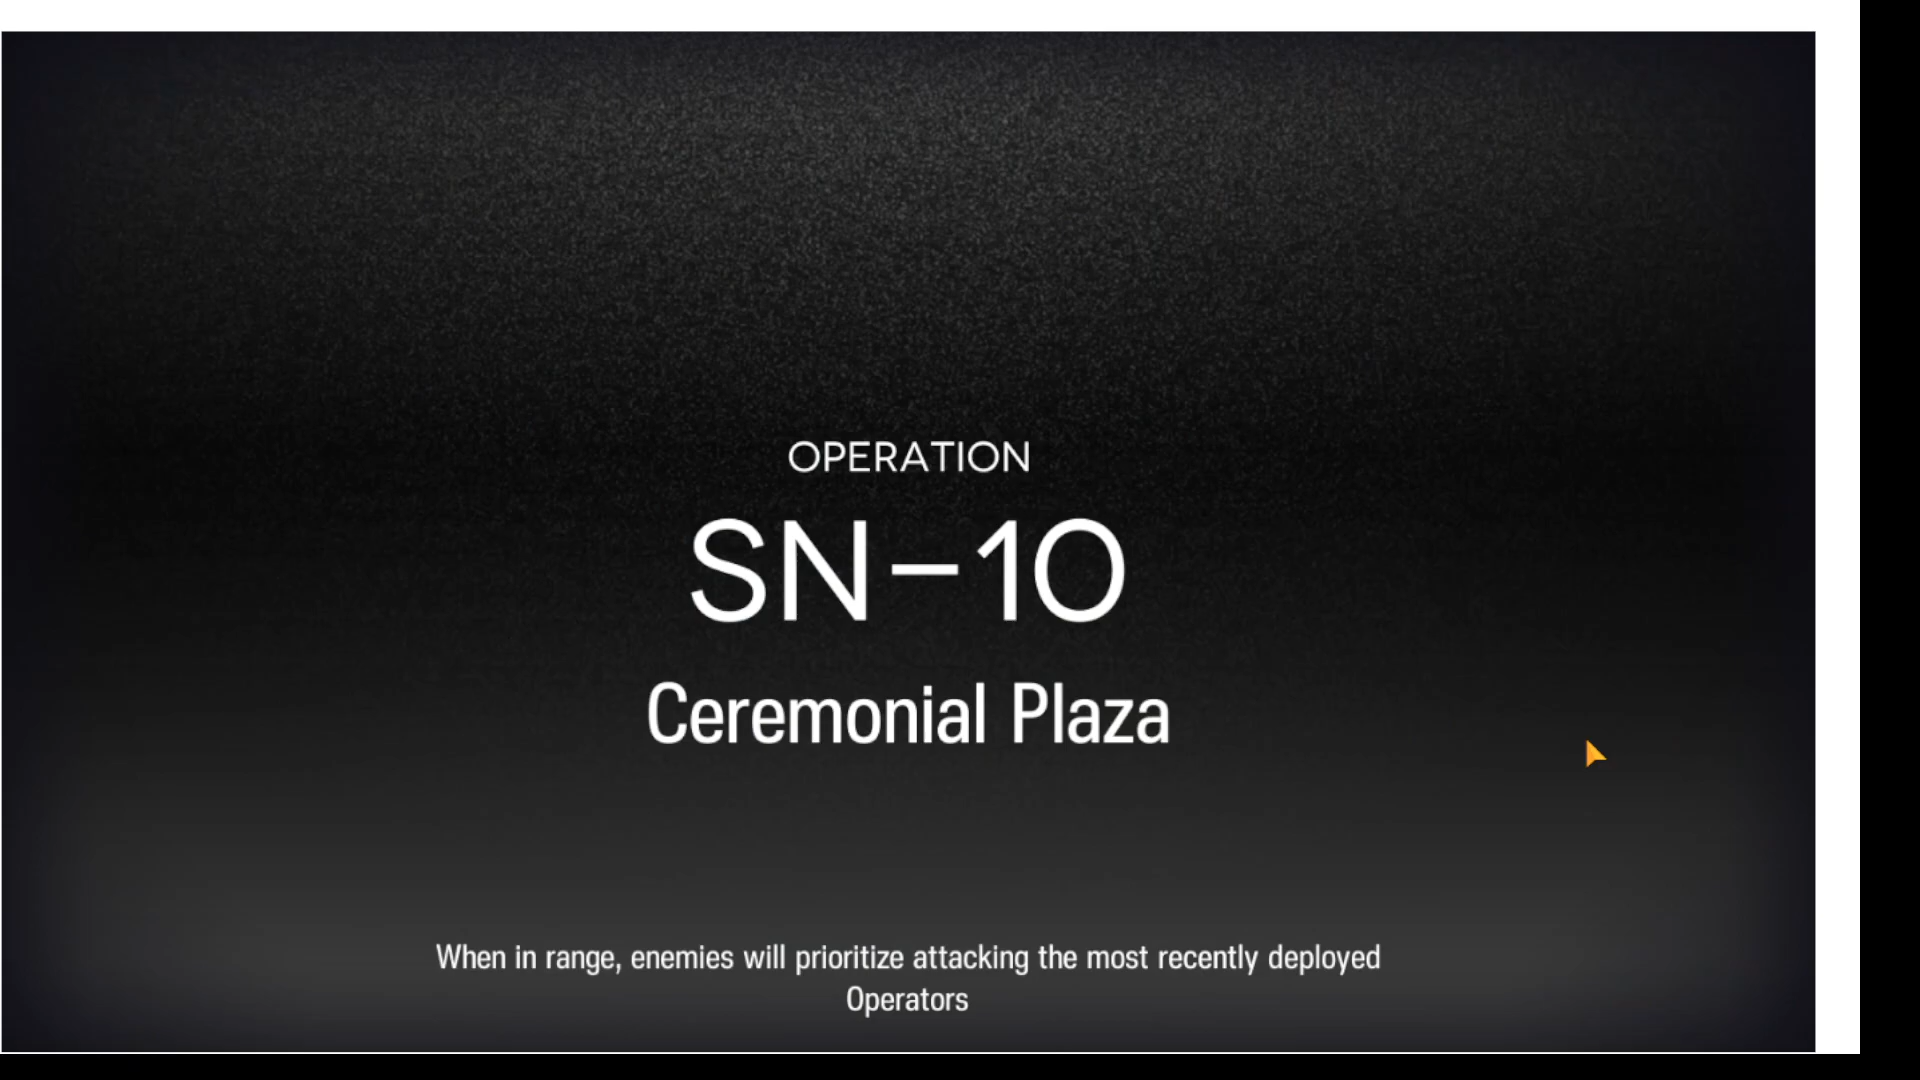 OPERATION
SN-10
Ceremonial Plaza
When in range, enemies will prioritize attacking the most recently deployed
Operators